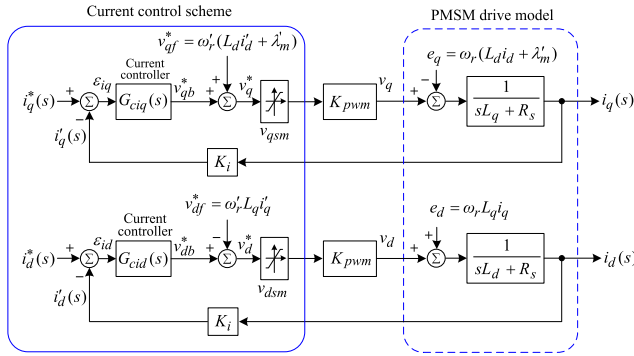 Current control scheme
PMSM drive model
v*qf = ω′r(Ld i′d + λ′m)
eq = ωr(Ld id + λ′m)
Current
controller
i*q(s) + Σ εiq Gciq(s) v*qb + + Σ v*q vqsm Kpwm vq + − Σ 1/(sLq + Rs) iq(s)
−
i′q(s)
Ki
v*df = ω′r Lq i′q
ed = ωr Lq iq
Current
controller
i*d(s) + Σ εid Gcid(s) v*db + − Σ v*d vdsm Kpwm vd + + Σ 1/(sLd + Rs) id(s)
−
i′d(s)
Ki